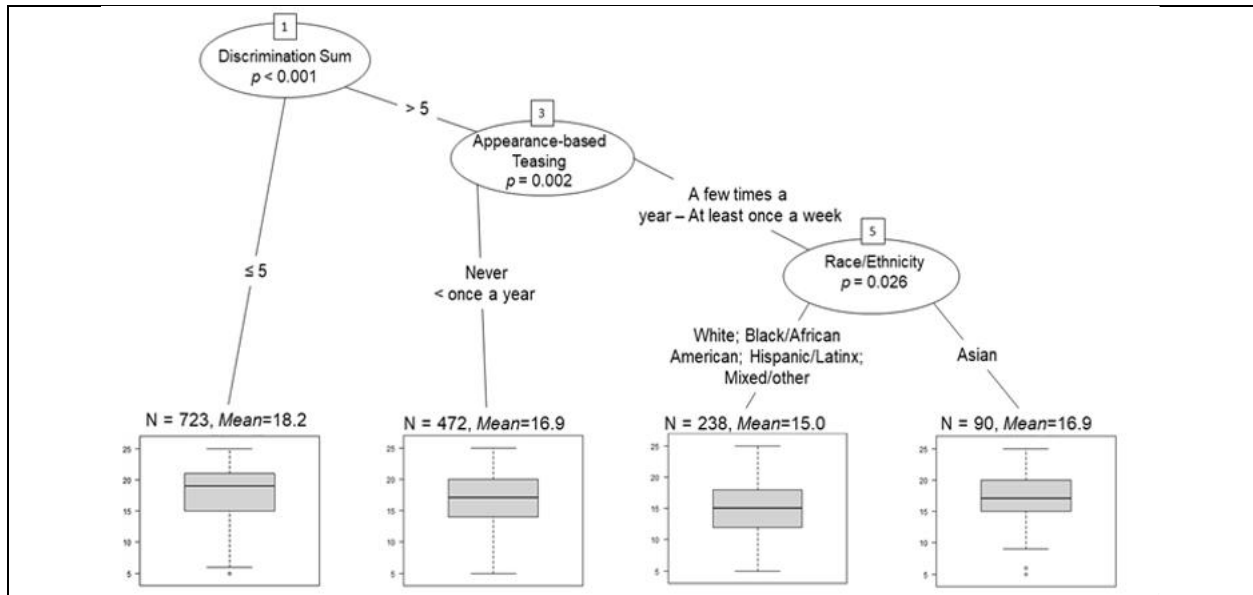 1
Discrimination Sum
p < 0.001
> 5
3
Appearance-based
Teasing
p = 0.002
A few times a
year – At least once a week
5
Race/Ethnicity
p = 0.026
≤ 5
Never
< once a year
White; Black/African
American; Hispanic/Latinx;
Mixed/other
Asian
N = 723, Mean=18.2
N = 472, Mean=16.9
N = 238, Mean=15.0
N = 90, Mean=16.9
25
20
15
10
5
25
20
15
10
5
25
20
15
10
5
25
20
15
10
5